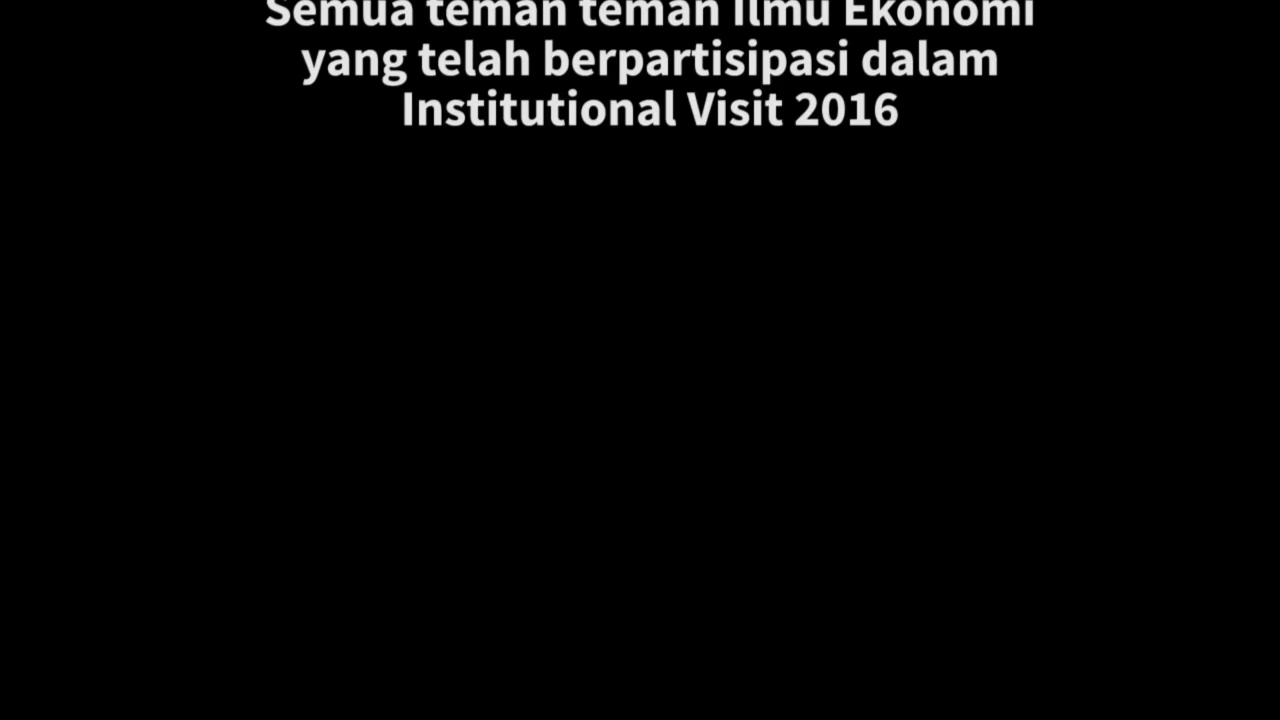 Semua teman teman Ilmu Ekonomi
yang telah berpartisipasi dalam
Institutional Visit 2016